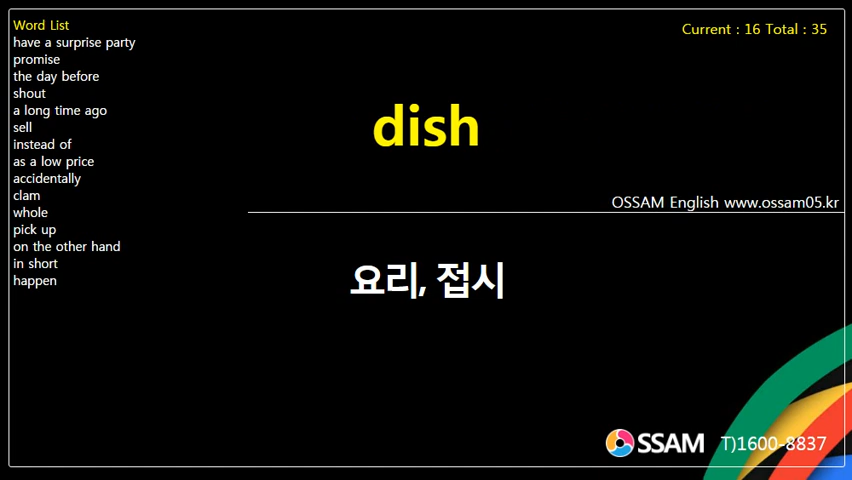 Word List
have a surprise party
promise
the day before
shout
a long time ago
sell
instead of
as a low price
accidentally
clam
whole
pick up
on the other hand
in short
happen
Current : 16 Total : 35
dish
OSSAM English www.ossam05.kr
요리, 접시
OSSAM T)1600-8837